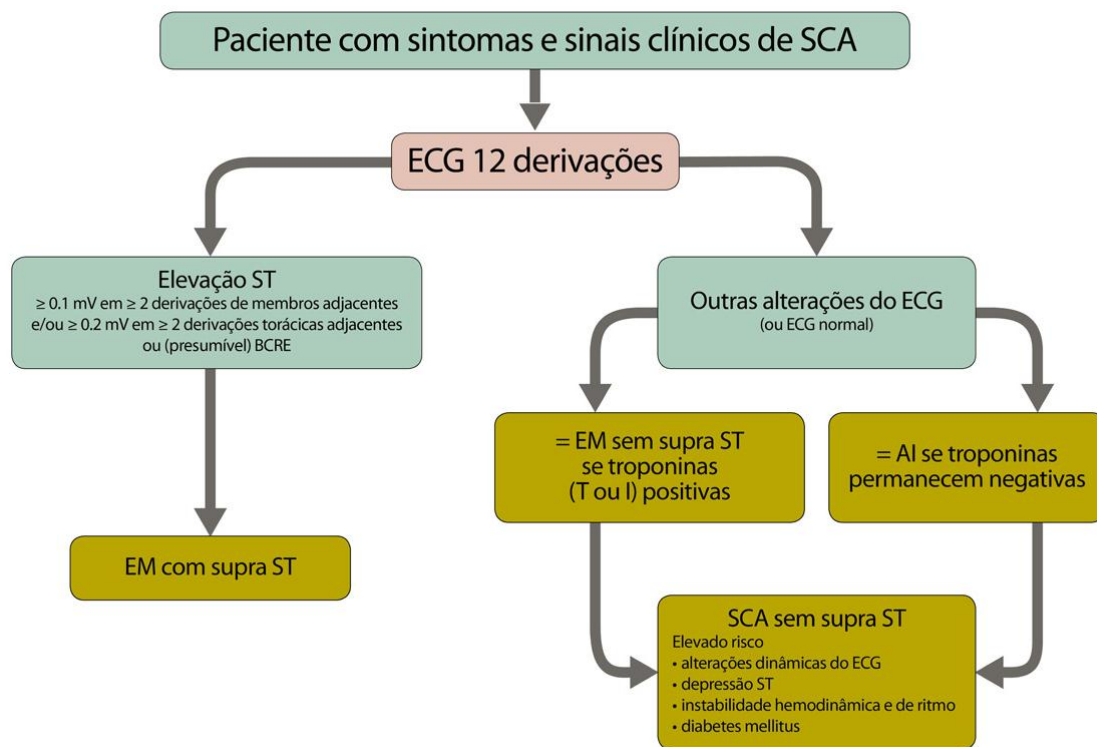 Paciente com sintomas e sinais clínicos de SCA
ECG 12 derivações
Elevação ST
≥ 0.1 mV em ≥ 2 derivações de membros adjacentes
e/ou ≥ 0.2 mV em ≥ 2 derivações torácicas adjacentes
ou (presumível) BCRE
Outras alterações do ECG
(ou ECG normal)
= EM sem supra ST
se troponinas
(T ou I) positivas
= AI se troponinas
permanecem negativas
EM com supra ST
SCA sem supra ST
Elevado risco
• alterações dinâmicas do ECG
• depressão ST
• instabilidade hemodinâmica e de ritmo
• diabetes mellitus